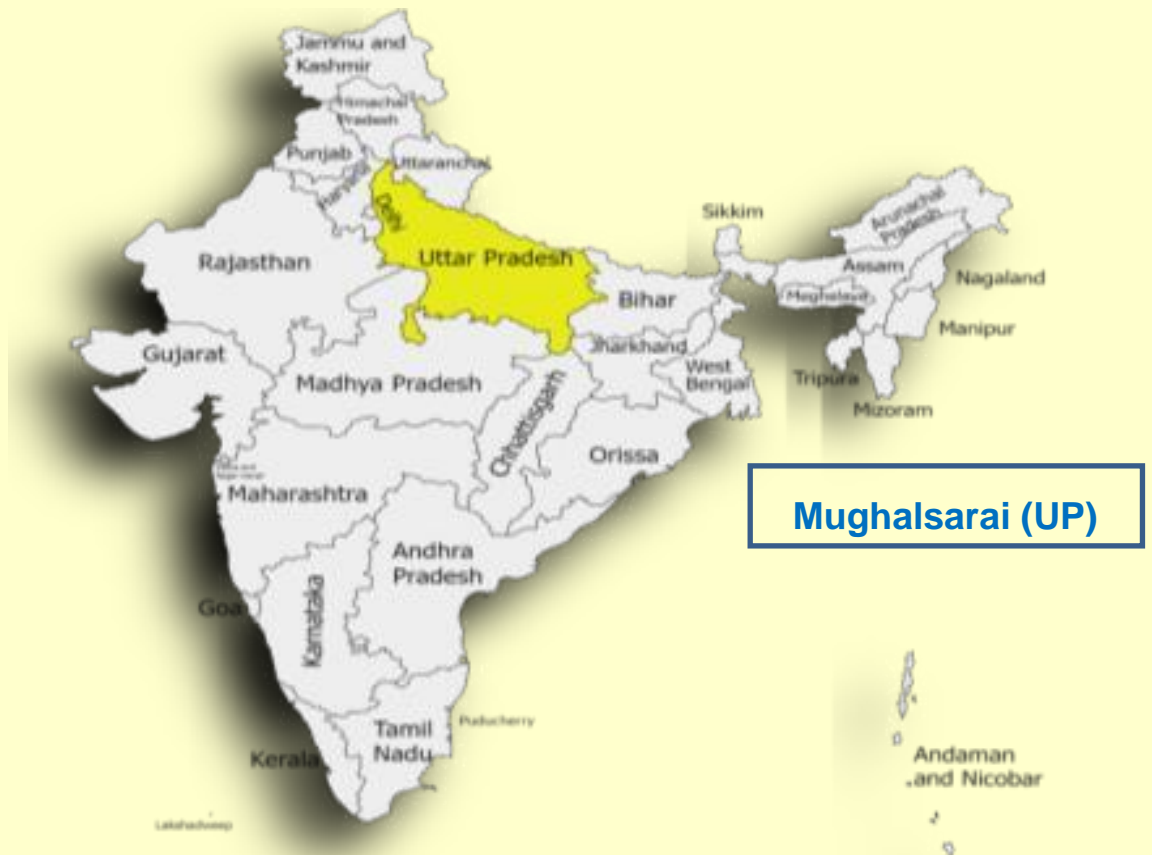 Jammu and
Kashmir
Himachal
Pradesh
Punjab
Uttaranchal
Haryana
Delhi
Sikkim
Arunachal
Pradesh
Rajasthan
Uttar Pradesh
Assam
Nagaland
Bihar
Meghalaya
Manipur
Gujarat
Jharkhand
West
Bengal
Tripura
Madhya Pradesh
Mizoram
Chhattisgarh
Orissa
Maharashtra
Mughalsarai (UP)
Andhra
Pradesh
Goa
Karnataka
Tamil
Nadu
Puducherry
Kerala
Andaman
and Nicobar
Lakshadweep